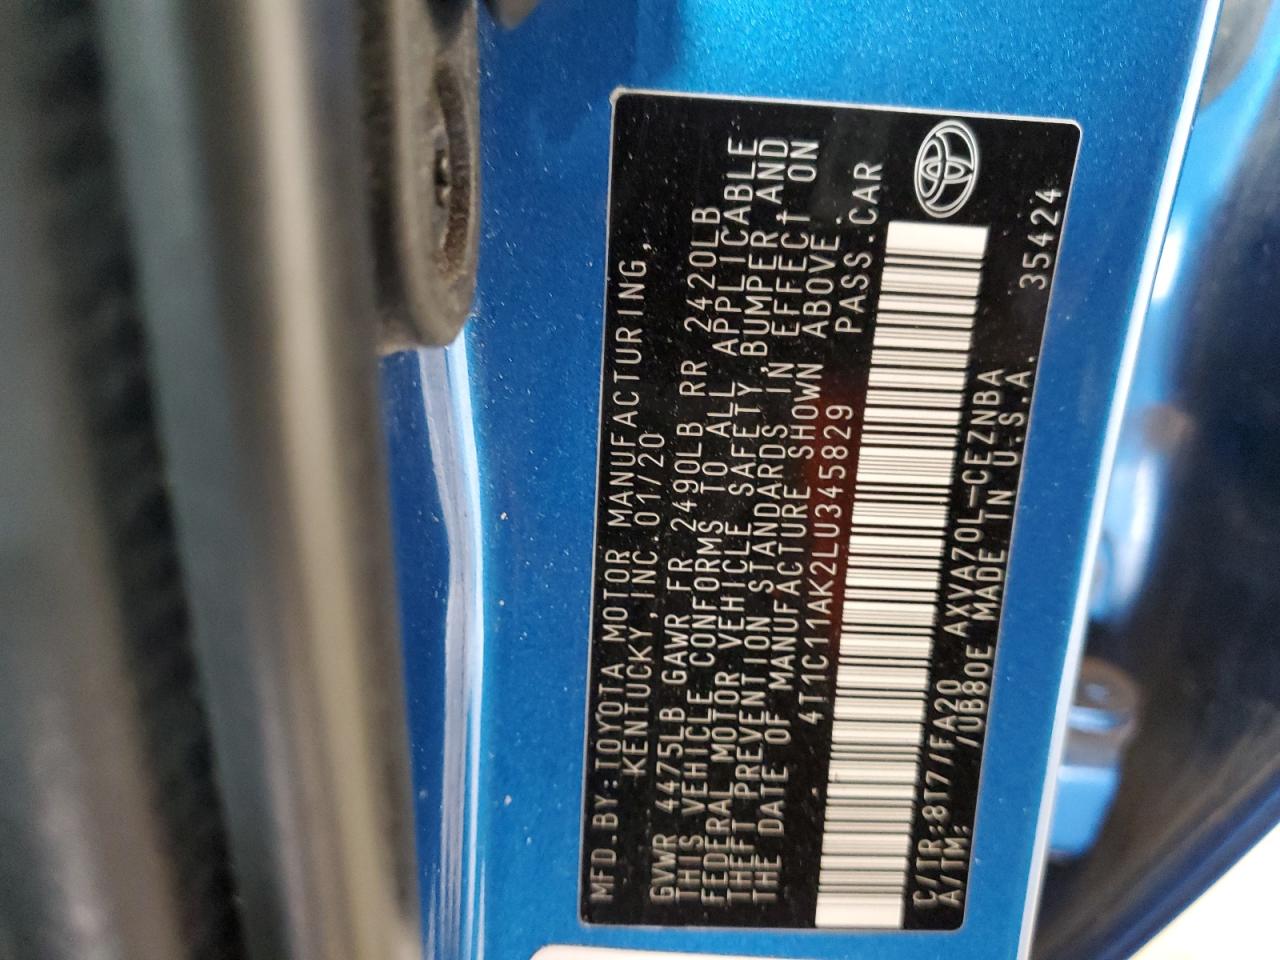 MFD.BY:TOYOTA MOTOR MANUFACTURING,
KENTUCKY, INC.01/20
GVWR 4475LB GAWR FR 2490LB RR 2420LB
THIS VEHICLE CONFORMS TO ALL APPLICABLE
FEDERAL MOTOR VEHICLE SAFETY,BUMPER,AND
THEFT PREVENTION STANDARDS IN EFFECT ON
THE DATE OF MANUFACTURE SHOWN ABOVE.
4T1C11AK2LU345829 PASS.CAR
C/TR:8T7/FA20 AXVA70L-CEZNBA
A/TM: /UB80E MADE IN U.S.A. 35424